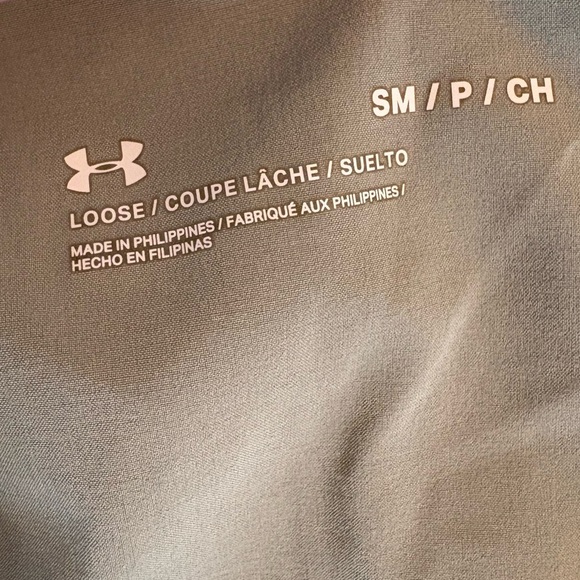 SM / P / CH
LOOSE / COUPE LÂCHE / SUELTO
MADE IN PHILIPPINES / FABRIQUÉ AUX PHILIPPINES /
HECHO EN FILIPINAS